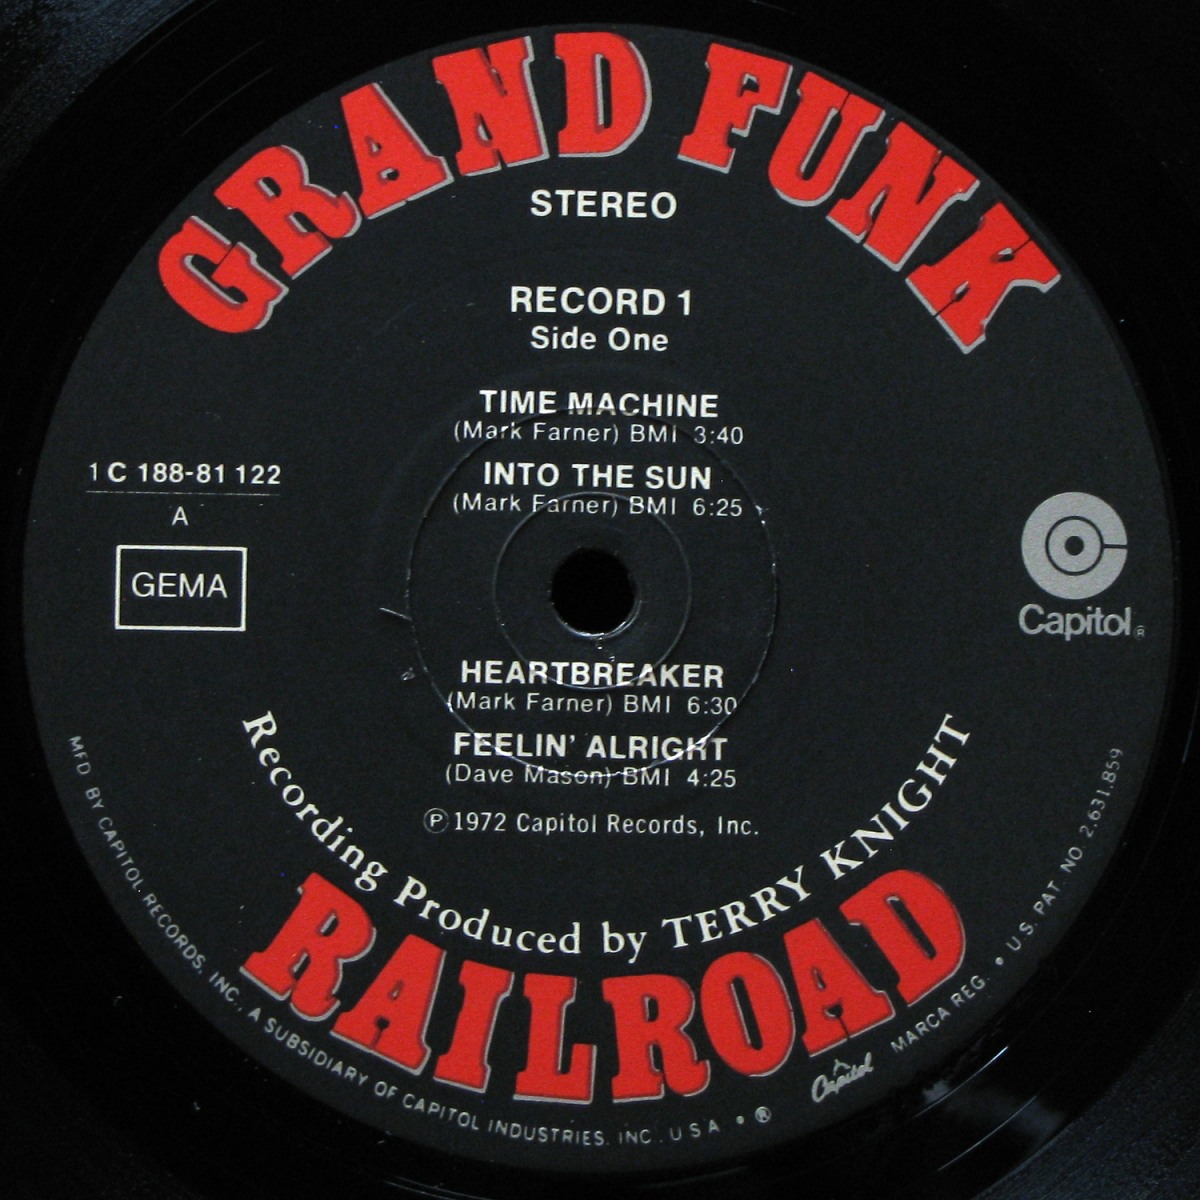 GRAND FUNK
STEREO
RECORD 1
Side One
TIME MACHINE
(Mark Farner) BMI 3:40
INTO THE SUN
(Mark Farner) BMI 6:25
1 C 188-81 122
A
GEMA
Capitol®
HEARTBREAKER
(Mark Farner) BMI 6:30
FEELIN' ALRIGHT
(Dave Mason) BMI 4:25
Ⓟ1972 Capitol Records, Inc.
Recording Produced by TERRY KNIGHT
RAILROAD
MFD BY CAPITOL RECORDS, INC., A SUBSIDIARY OF CAPITOL INDUSTRIES, INC. U S A • ® Capitol MARCA REG. • U.S. PAT. NO 2.631.859